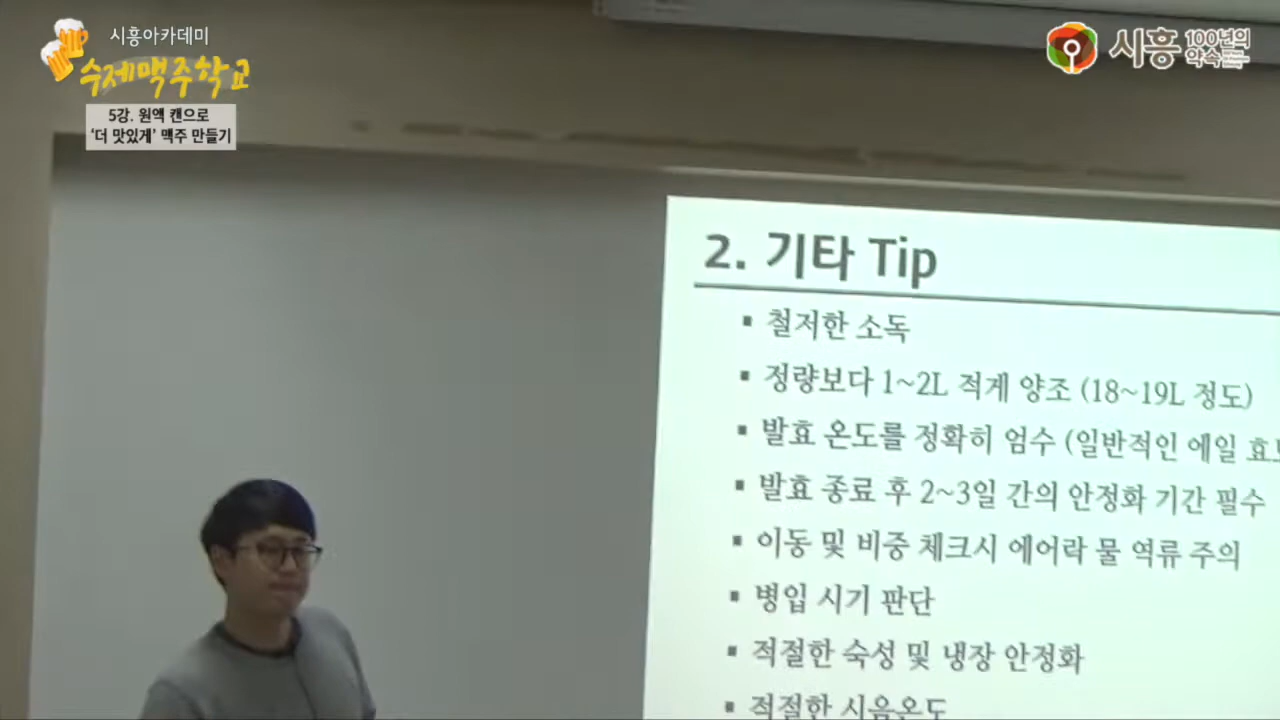 시흥아카데미
수제맥주학교
5강. 원액 캔으로
‘더 맛있게’ 맥주 만들기
시흥 100년의
약속
2. 기타 Tip
▪ 철저한 소독
▪ 정량보다 1~2L 적게 양조 (18~19L 정도)
▪ 발효 온도를 정확히 엄수 (일반적인 에일 효
▪ 발효 종료 후 2~3일 간의 안정화 기간 필수
▪ 이동 및 비중 체크시 에어락 물 역류 주의
▪ 병입 시기 판단
▪ 적절한 숙성 및 냉장 안정화
▪ 적절한 시음온도